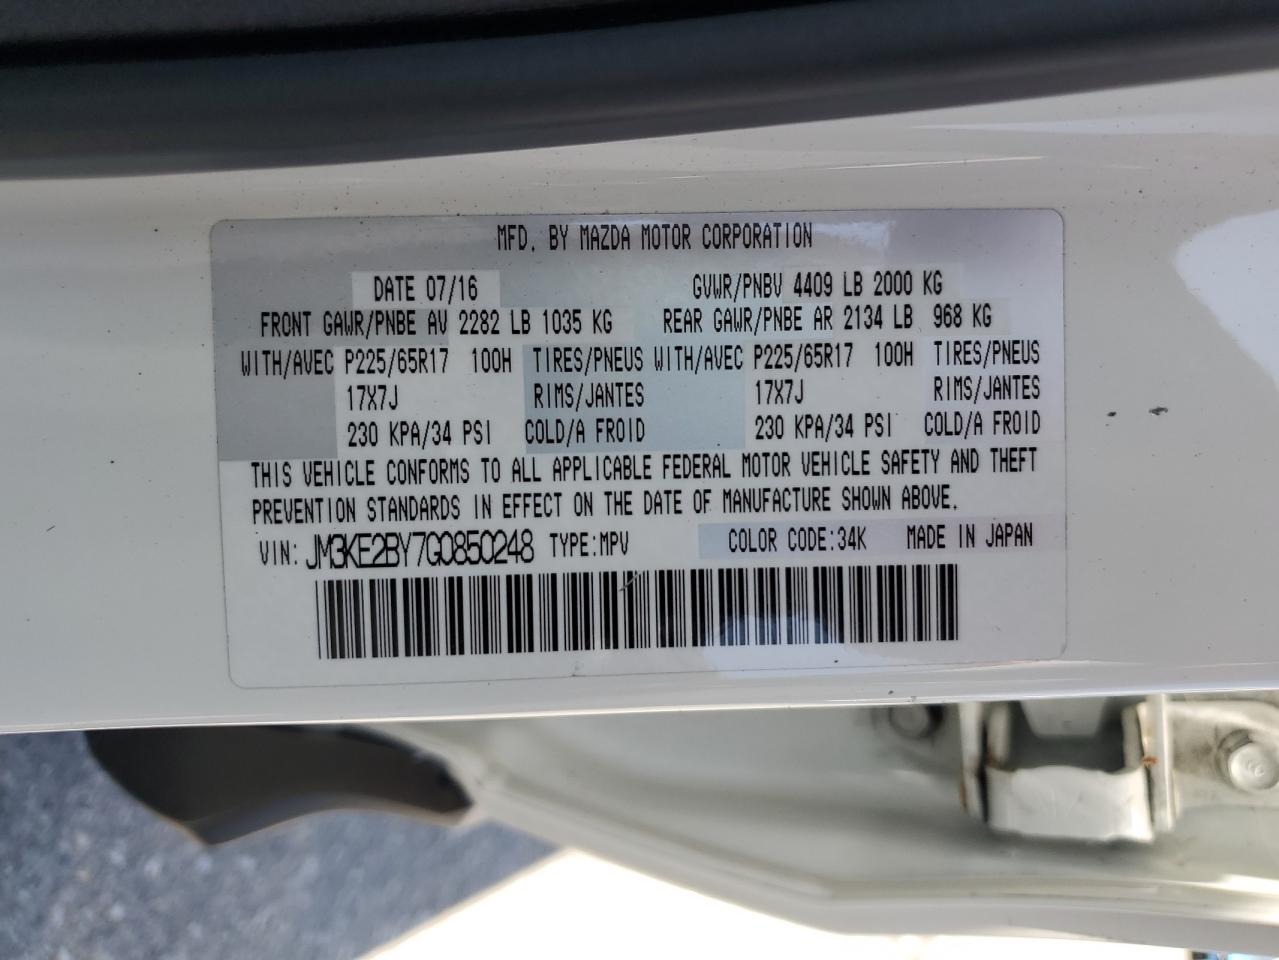 MFD. BY MAZDA MOTOR CORPORATION
DATE 07/16 GVWR/PNBV 4409 LB 2000 KG
FRONT GAWR/PNBE AV 2282 LB 1035 KG REAR GAWR/PNBE AR 2134 LB 968 KG
WITH/AVEC P225/65R17 100H TIRES/PNEUS WITH/AVEC P225/65R17 100H TIRES/PNEUS
17X7J RIMS/JANTES 17X7J RIMS/JANTES
230 KPA/34 PSI COLD/A FROID 230 KPA/34 PSI COLD/A FROID
THIS VEHICLE CONFORMS TO ALL APPLICABLE FEDERAL MOTOR VEHICLE SAFETY AND THEFT
PREVENTION STANDARDS IN EFFECT ON THE DATE OF MANUFACTURE SHOWN ABOVE.
VIN: JM3KE2BY7G0850248 TYPE:MPV COLOR CODE:34K MADE IN JAPAN